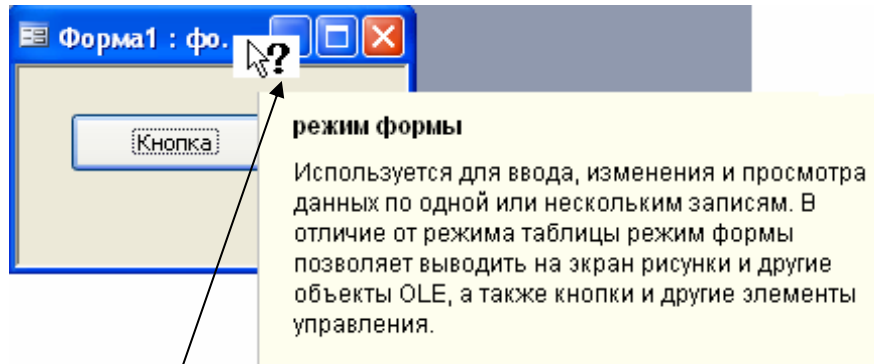 Форма1 : фо.
Кнопка
режим формы
Используется для ввода, изменения и просмотра
данных по одной или нескольким записям. В
отличие от режима таблицы режим формы
позволяет выводить на экран рисунки и другие
объекты OLE, а также кнопки и другие элементы
управления.